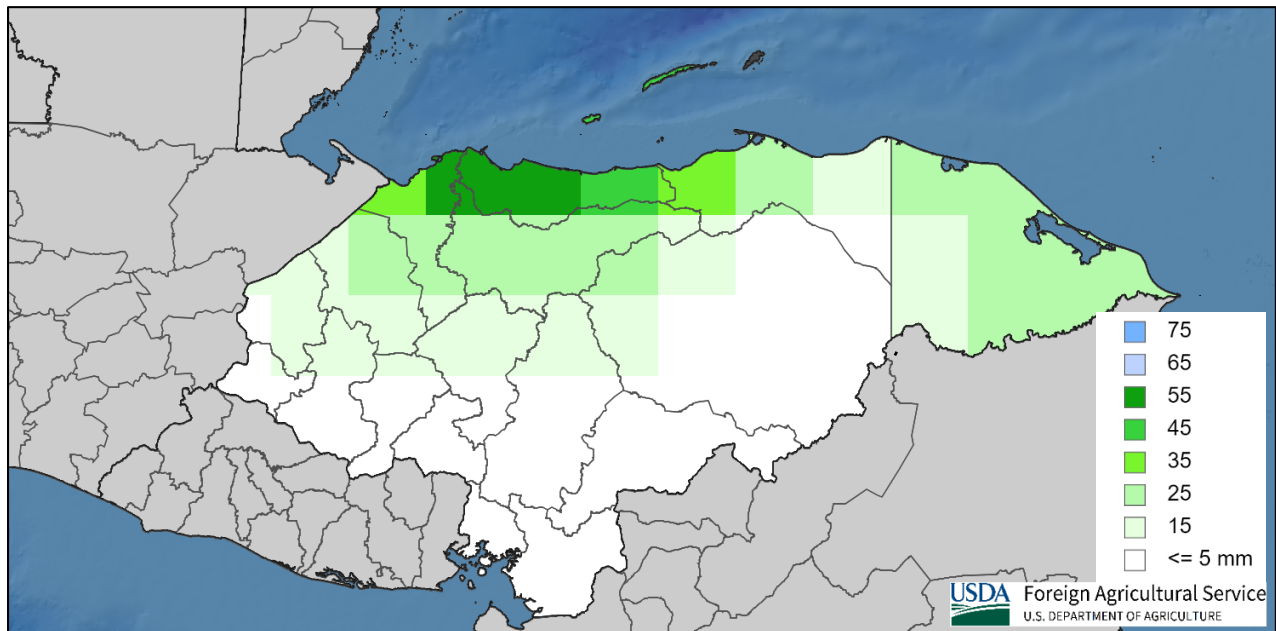 75
65
55
45
35
25
15
<= 5 mm
USDA Foreign Agricultural Service
U.S. DEPARTMENT OF AGRICULTURE